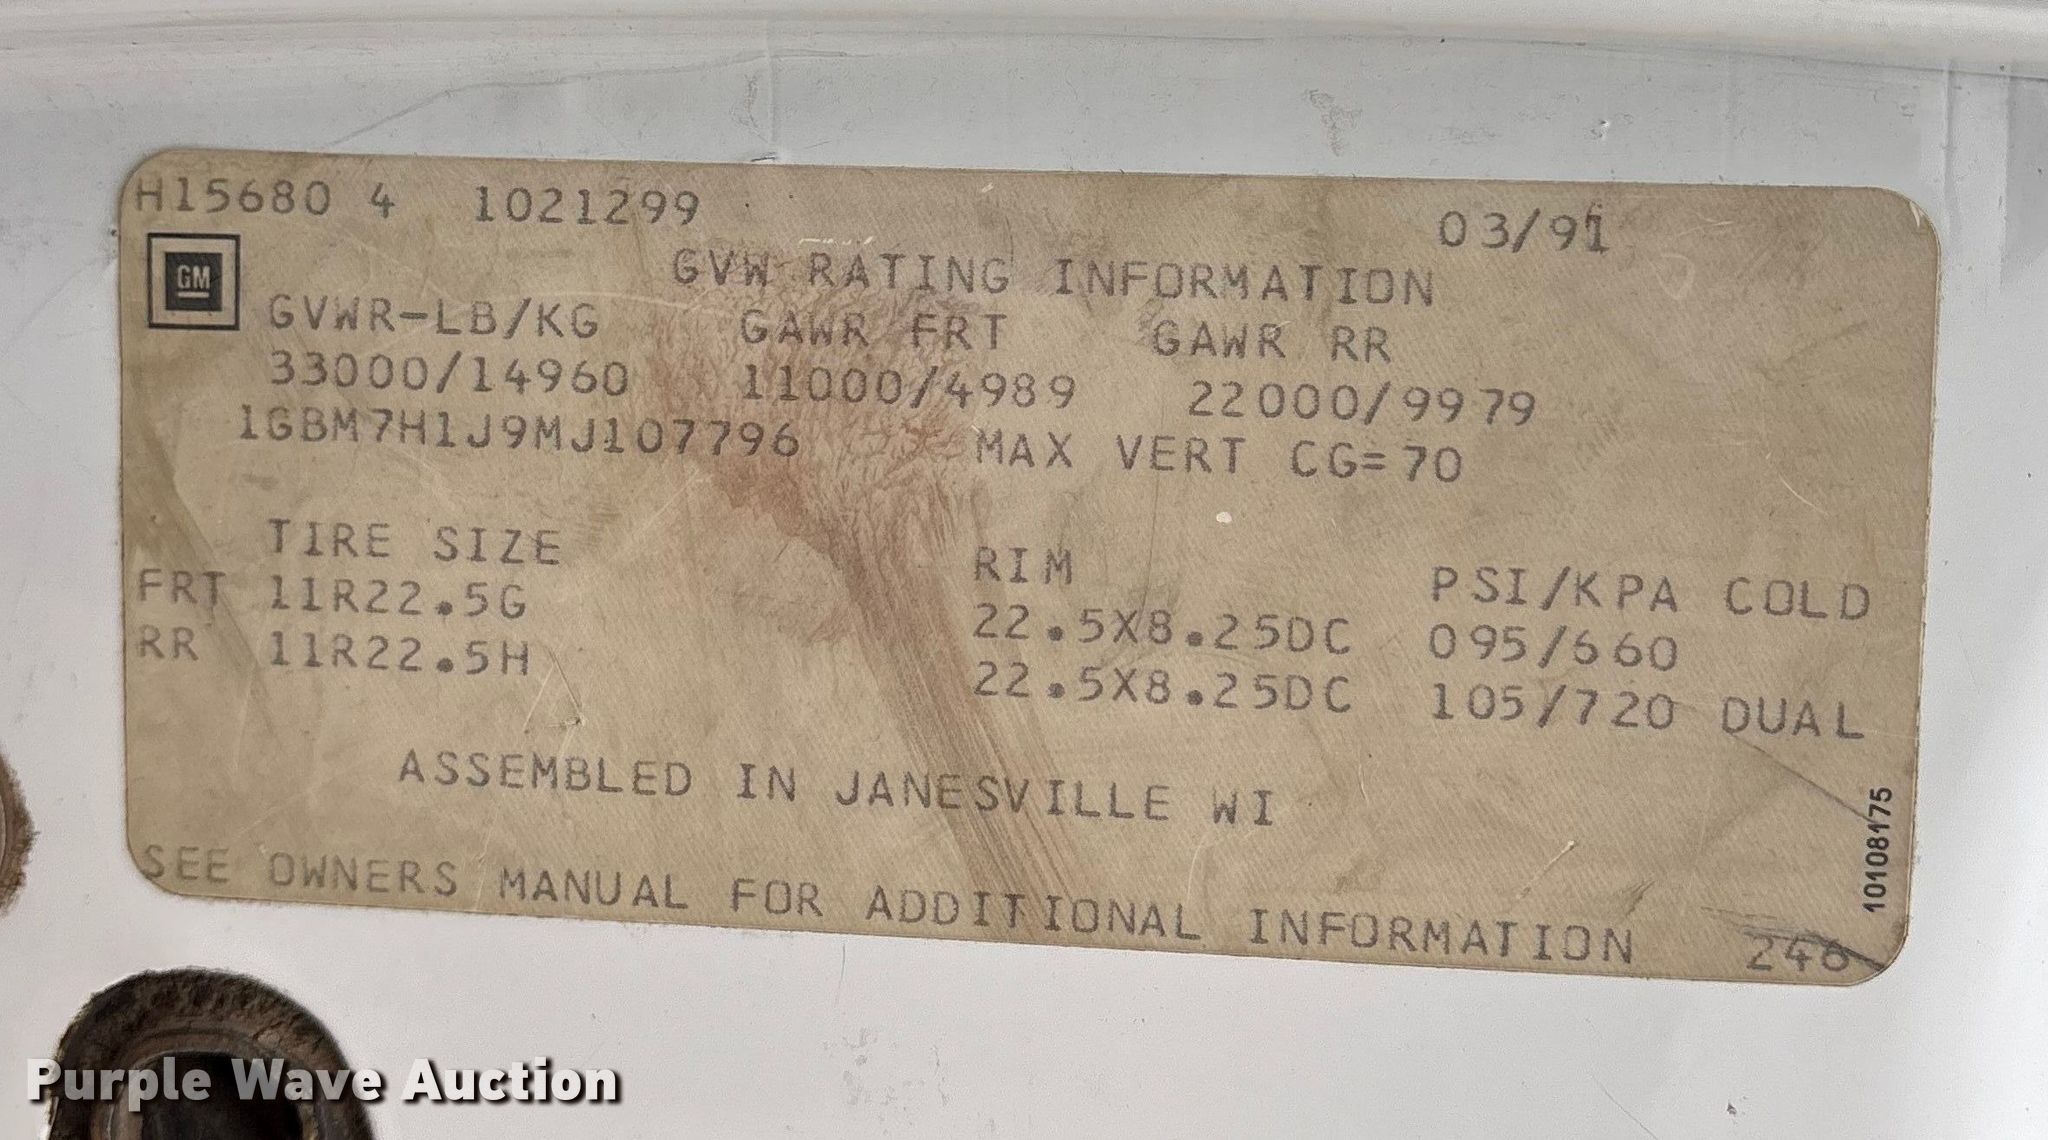 H15680 4 1021299 03/91
GVW RATING INFORMATION
GM
GVWR-LB/KG GAWR FRT GAWR RR
33000/14960 11000/4989 22000/9979
1GBM7H1J9MJ107796 MAX VERT CG=70
TIRE SIZE RIM PSI/KPA COLD
FRT 11R22.5G 22.5X8.25DC 095/660
RR 11R22.5H 22.5X8.25DC 105/720 DUAL
ASSEMBLED IN JANESVILLE WI
10108175
SEE OWNERS MANUAL FOR ADDITIONAL INFORMATION 246
Purple Wave Auction